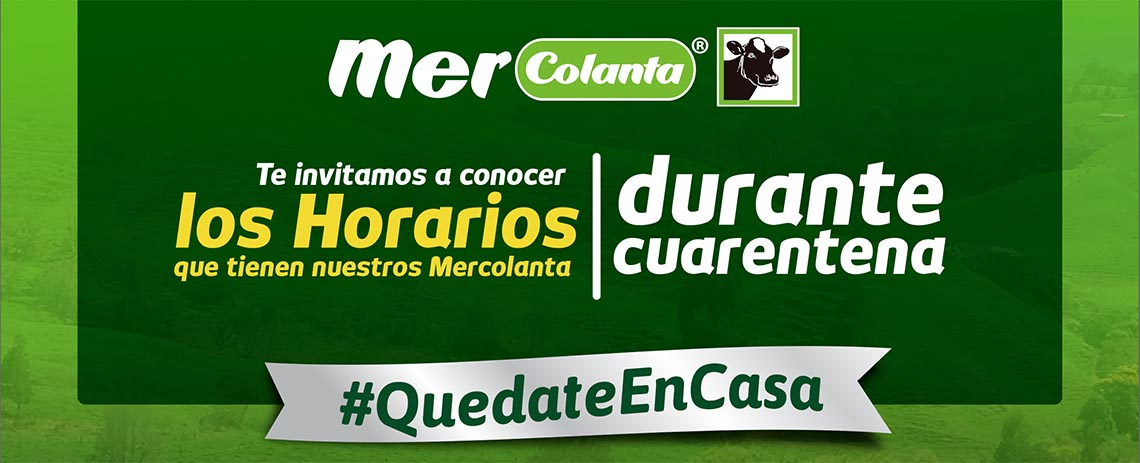 mer Colanta®
Te invitamos a conocer
los Horarios
que tienen nuestros Mercolanta
durante
cuarentena
#QuedateEnCasa